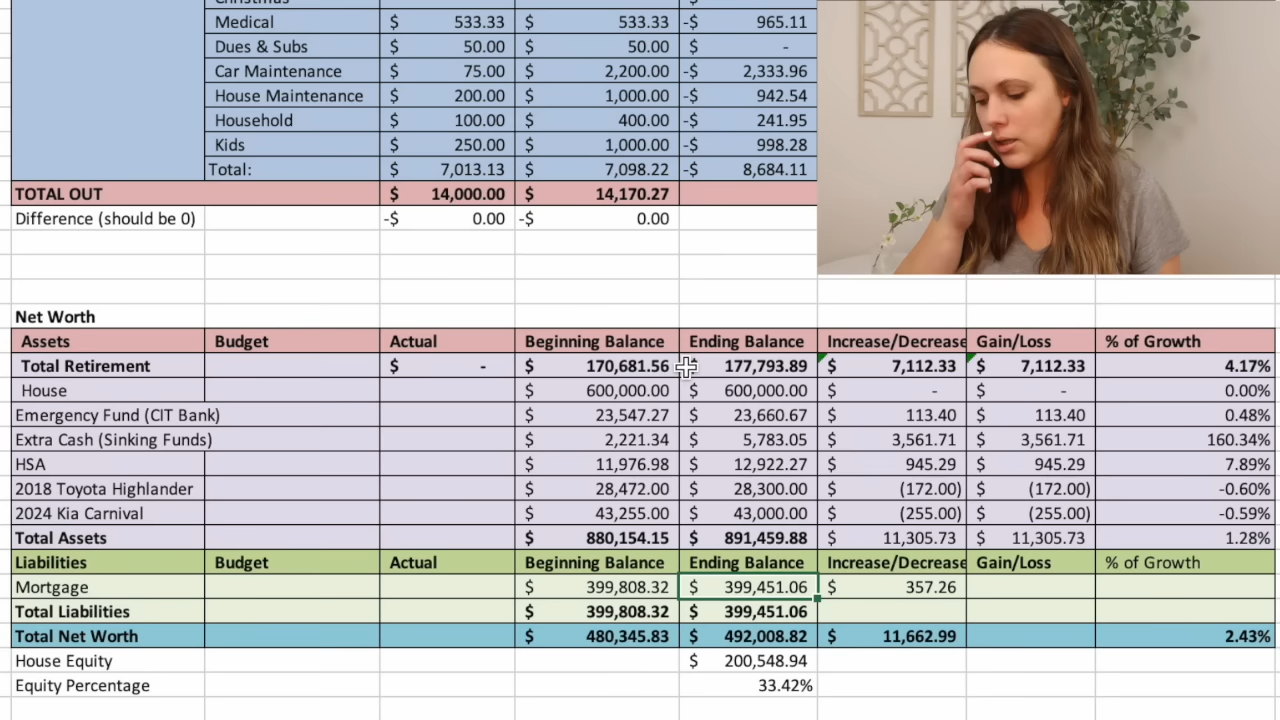 Medical $ 533.33 $ 533.33 -$ 965.11
Dues & Subs $ 50.00 $ 50.00 $ -
Car Maintenance $ 75.00 $ 2,200.00 -$ 2,333.96
House Maintenance $ 200.00 $ 1,000.00 -$ 942.54
Household $ 100.00 $ 400.00 -$ 241.95
Kids $ 250.00 $ 1,000.00 -$ 998.28
Total: $ 7,013.13 $ 7,098.22 -$ 8,684.11
TOTAL OUT $ 14,000.00 $ 14,170.27
Difference (should be 0) -$ 0.00 -$ 0.00
Net Worth
Assets Budget Actual Beginning Balance Ending Balance Increase/Decrease Gain/Loss % of Growth
Total Retirement $ - $ 170,681.56 177,793.89 $ 7,112.33 $ 7,112.33 4.17%
House $ 600,000.00 $ 600,000.00 $ - $ - 0.00%
Emergency Fund (CIT Bank) $ 23,547.27 $ 23,660.67 $ 113.40 $ 113.40 0.48%
Extra Cash (Sinking Funds) $ 2,221.34 $ 5,783.05 $ 3,561.71 $ 3,561.71 160.34%
HSA $ 11,976.98 $ 12,922.27 $ 945.29 $ 945.29 7.89%
2018 Toyota Highlander $ 28,472.00 $ 28,300.00 $ (172.00) $ (172.00) -0.60%
2024 Kia Carnival $ 43,255.00 $ 43,000.00 $ (255.00) $ (255.00) -0.59%
Total Assets $ 880,154.15 $ 891,459.88 $ 11,305.73 $ 11,305.73 1.28%
Liabilities Budget Actual Beginning Balance Ending Balance Increase/Decrease Gain/Loss % of Growth
Mortgage $ 399,808.32 $ 399,451.06 $ 357.26
Total Liabilities $ 399,808.32 $ 399,451.06
Total Net Worth $ 480,345.83 $ 492,008.82 $ 11,662.99 2.43%
House Equity $ 200,548.94
Equity Percentage 33.42%